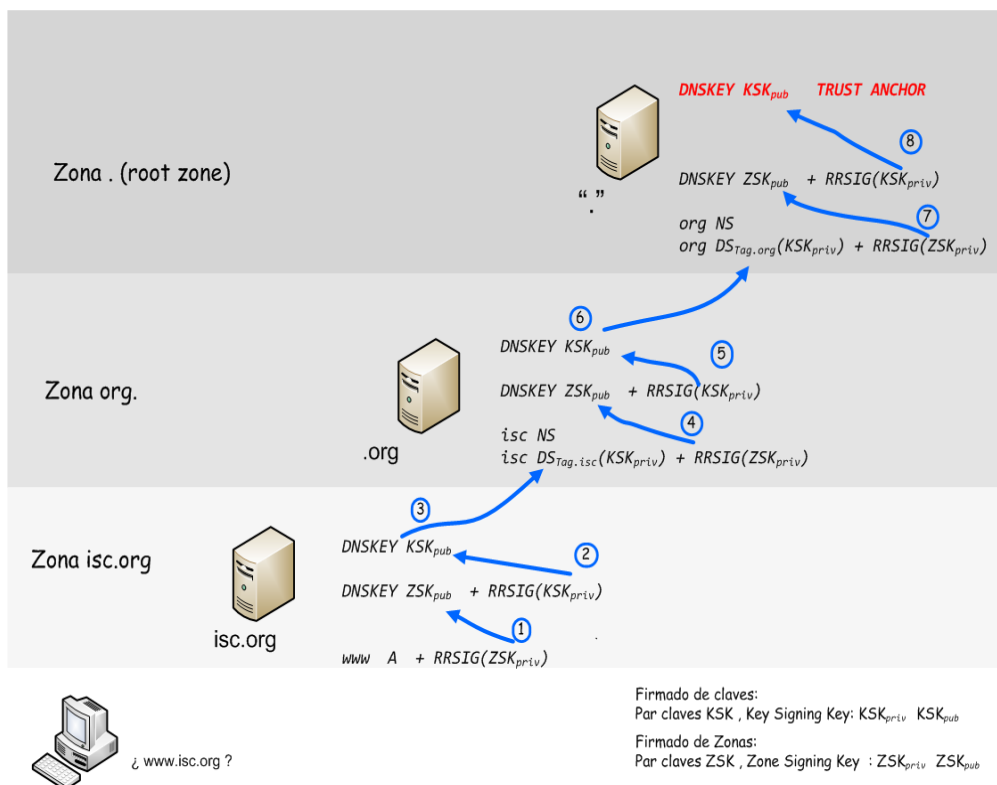 DNSKEY KSKpub TRUST ANCHOR
8
Zona . (root zone)
DNSKEY ZSKpub + RRSIG(KSKpriv)
“.”
7
org NS
org DSTag.org(KSKpriv) + RRSIG(ZSKpriv)
6
DNSKEY KSKpub
5
Zona org.
DNSKEY ZSKpub + RRSIG(KSKpriv)
4
.org
isc NS
isc DSTag.isc(KSKpriv) + RRSIG(ZSKpriv)
3
DNSKEY KSKpub
2
Zona isc.org
DNSKEY ZSKpub + RRSIG(KSKpriv)
1
isc.org
www A + RRSIG(ZSKpriv)
¿ www.isc.org ?
Firmado de claves:
Par claves KSK , Key Signing Key: KSKpriv KSKpub
Firmado de Zonas:
Par claves ZSK , Zone Signing Key : ZSKpriv ZSKpub